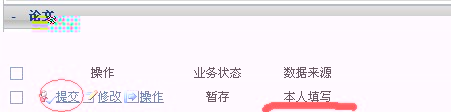 - 论文
操作 业务状态 数据来源
提交 修改 操作 暂存 本人填写